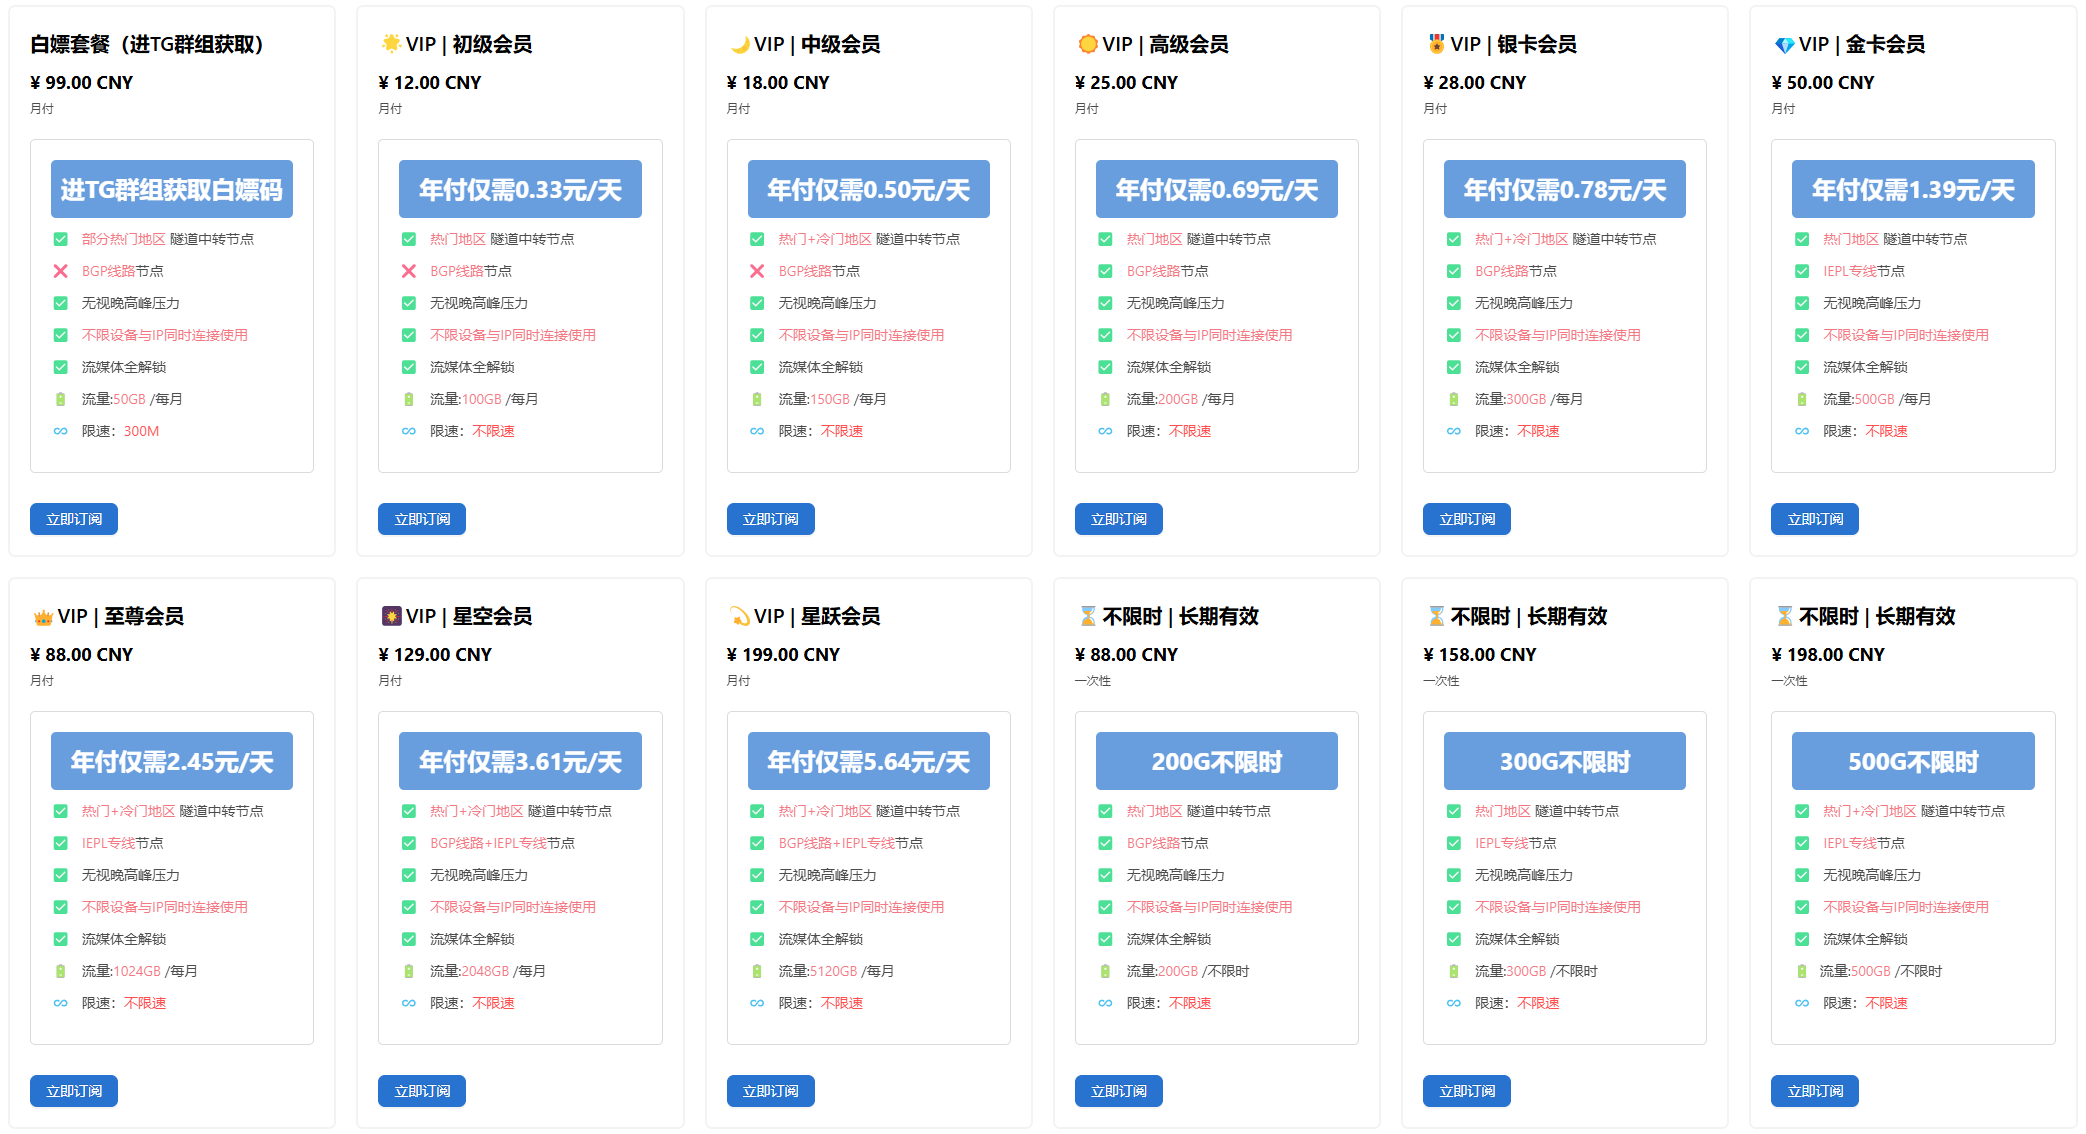 白嫖套餐（进TG群组获取）
¥ 99.00 CNY
月付
进TG群组获取白嫖码
部分热门地区 隧道中转节点
BGP线路节点
无视晚高峰压力
不限设备与IP同时连接使用
流媒体全解锁
流量:50GB /每月
限速：300M
立即订阅
VIP | 初级会员
¥ 12.00 CNY
月付
年付仅需0.33元/天
热门地区 隧道中转节点
BGP线路节点
无视晚高峰压力
不限设备与IP同时连接使用
流媒体全解锁
流量:100GB /每月
限速：不限速
立即订阅
VIP | 中级会员
¥ 18.00 CNY
月付
年付仅需0.50元/天
热门+冷门地区 隧道中转节点
BGP线路节点
无视晚高峰压力
不限设备与IP同时连接使用
流媒体全解锁
流量:150GB /每月
限速：不限速
立即订阅
VIP | 高级会员
¥ 25.00 CNY
月付
年付仅需0.69元/天
热门地区 隧道中转节点
BGP线路节点
无视晚高峰压力
不限设备与IP同时连接使用
流媒体全解锁
流量:200GB /每月
限速：不限速
立即订阅
VIP | 银卡会员
¥ 28.00 CNY
月付
年付仅需0.78元/天
热门+冷门地区 隧道中转节点
BGP线路节点
无视晚高峰压力
不限设备与IP同时连接使用
流媒体全解锁
流量:300GB /每月
限速：不限速
立即订阅
VIP | 金卡会员
¥ 50.00 CNY
月付
年付仅需1.39元/天
热门地区 隧道中转节点
IEPL专线节点
无视晚高峰压力
不限设备与IP同时连接使用
流媒体全解锁
流量:500GB /每月
限速：不限速
立即订阅
VIP | 至尊会员
¥ 88.00 CNY
月付
年付仅需2.45元/天
热门+冷门地区 隧道中转节点
IEPL专线节点
无视晚高峰压力
不限设备与IP同时连接使用
流媒体全解锁
流量:1024GB /每月
限速：不限速
立即订阅
VIP | 星空会员
¥ 129.00 CNY
月付
年付仅需3.61元/天
热门+冷门地区 隧道中转节点
BGP线路+IEPL专线节点
无视晚高峰压力
不限设备与IP同时连接使用
流媒体全解锁
流量:2048GB /每月
限速：不限速
立即订阅
VIP | 星跃会员
¥ 199.00 CNY
月付
年付仅需5.64元/天
热门+冷门地区 隧道中转节点
BGP线路+IEPL专线节点
无视晚高峰压力
不限设备与IP同时连接使用
流媒体全解锁
流量:5120GB /每月
限速：不限速
立即订阅
不限时 | 长期有效
¥ 88.00 CNY
一次性
200G不限时
热门地区 隧道中转节点
BGP线路节点
无视晚高峰压力
不限设备与IP同时连接使用
流媒体全解锁
流量:200GB /不限时
限速：不限速
立即订阅
不限时 | 长期有效
¥ 158.00 CNY
一次性
300G不限时
热门地区 隧道中转节点
IEPL专线节点
无视晚高峰压力
不限设备与IP同时连接使用
流媒体全解锁
流量:300GB /不限时
限速：不限速
立即订阅
不限时 | 长期有效
¥ 198.00 CNY
一次性
500G不限时
热门+冷门地区 隧道中转节点
IEPL专线节点
无视晚高峰压力
不限设备与IP同时连接使用
流媒体全解锁
流量:500GB /不限时
限速：不限速
立即订阅